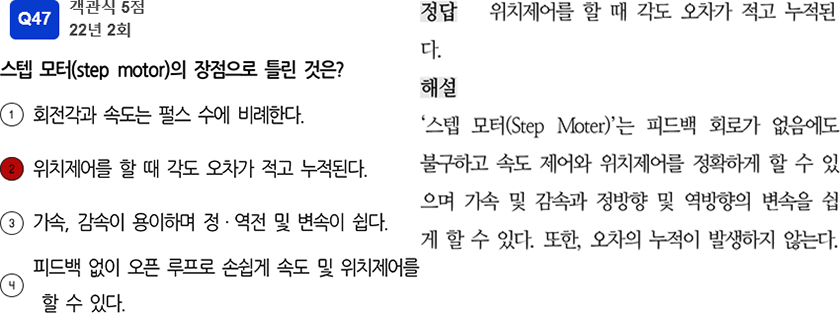 Q47
객관식 5점
22년 2회
스텝 모터(step motor)의 장점으로 틀린 것은?
1 회전각과 속도는 펄스 수에 비례한다.
2 위치제어를 할 때 각도 오차가 적고 누적된다.
3 가속, 감속이 용이하며 정·역전 및 변속이 쉽다.
4 피드백 없이 오픈 루프로 손쉽게 속도 및 위치제어를
할 수 있다.
정답 위치제어를 할 때 각도 오차가 적고 누적된
다.
해설
‘스텝 모터(Step Moter)’는 피드백 회로가 없음에도
불구하고 속도 제어와 위치제어를 정확하게 할 수 있
으며 가속 및 감속과 정방향 및 역방향의 변속을 쉽
게 할 수 있다. 또한, 오차의 누적이 발생하지 않는다.